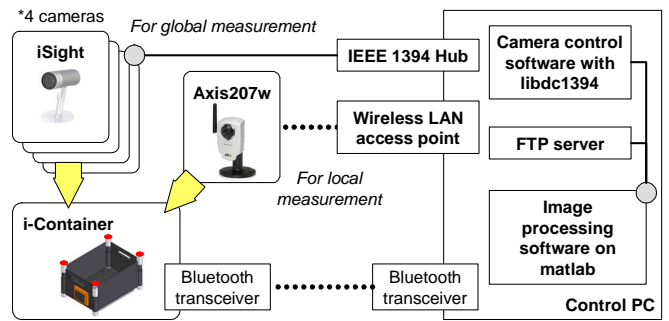 *4 cameras
For global measurement
iSight
IEEE 1394 Hub
Camera control
software with
libdc1394
Axis207w
Wireless LAN
access point
FTP server
For local
measurement
i-Container
Image
processing
software on
matlab
Bluetooth
transceiver
Bluetooth
transceiver
Control PC